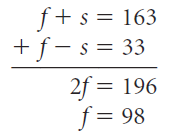 f + s = 163
+ f − s = 33
2f = 196
f = 98